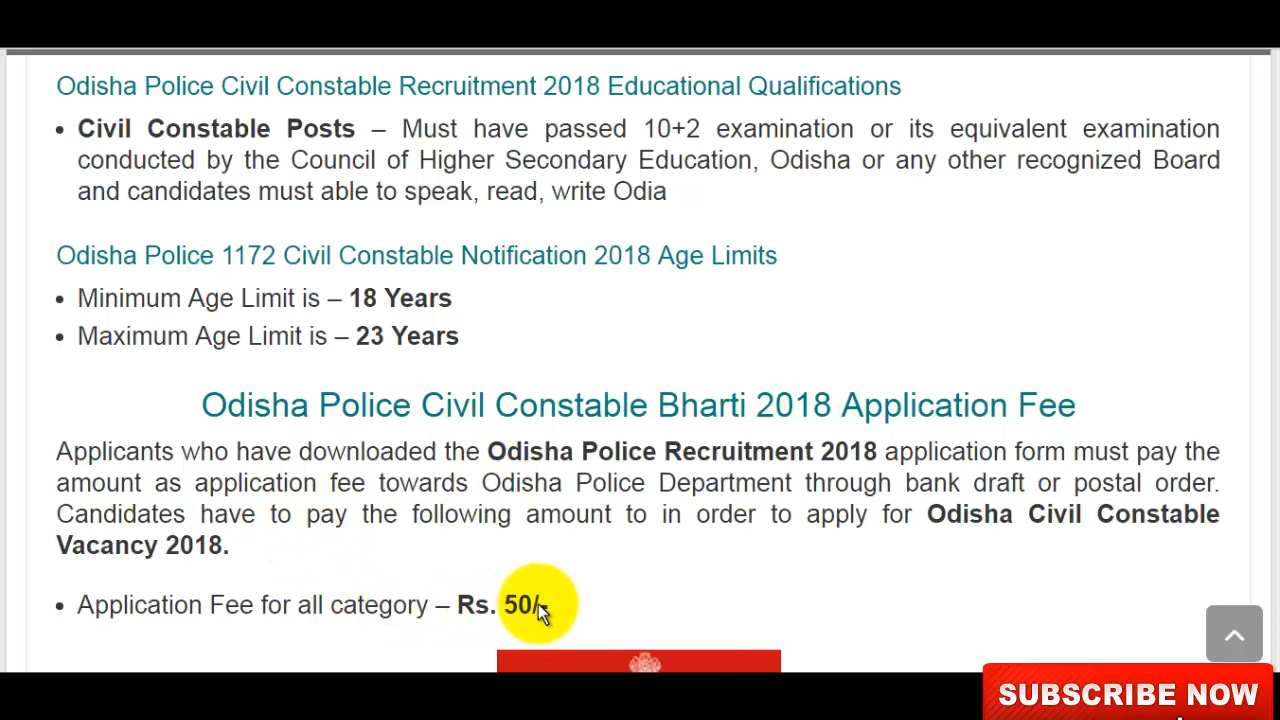 Odisha Police Civil Constable Recruitment 2018 Educational Qualifications
• Civil Constable Posts – Must have passed 10+2 examination or its equivalent examination
conducted by the Council of Higher Secondary Education, Odisha or any other recognized Board
and candidates must able to speak, read, write Odia
Odisha Police 1172 Civil Constable Notification 2018 Age Limits
• Minimum Age Limit is – 18 Years
• Maximum Age Limit is – 23 Years
Odisha Police Civil Constable Bharti 2018 Application Fee
Applicants who have downloaded the Odisha Police Recruitment 2018 application form must pay the
amount as application fee towards Odisha Police Department through bank draft or postal order.
Candidates have to pay the following amount to in order to apply for Odisha Civil Constable
Vacancy 2018.
• Application Fee for all category – Rs. 50/-
SUBSCRIBE NOW